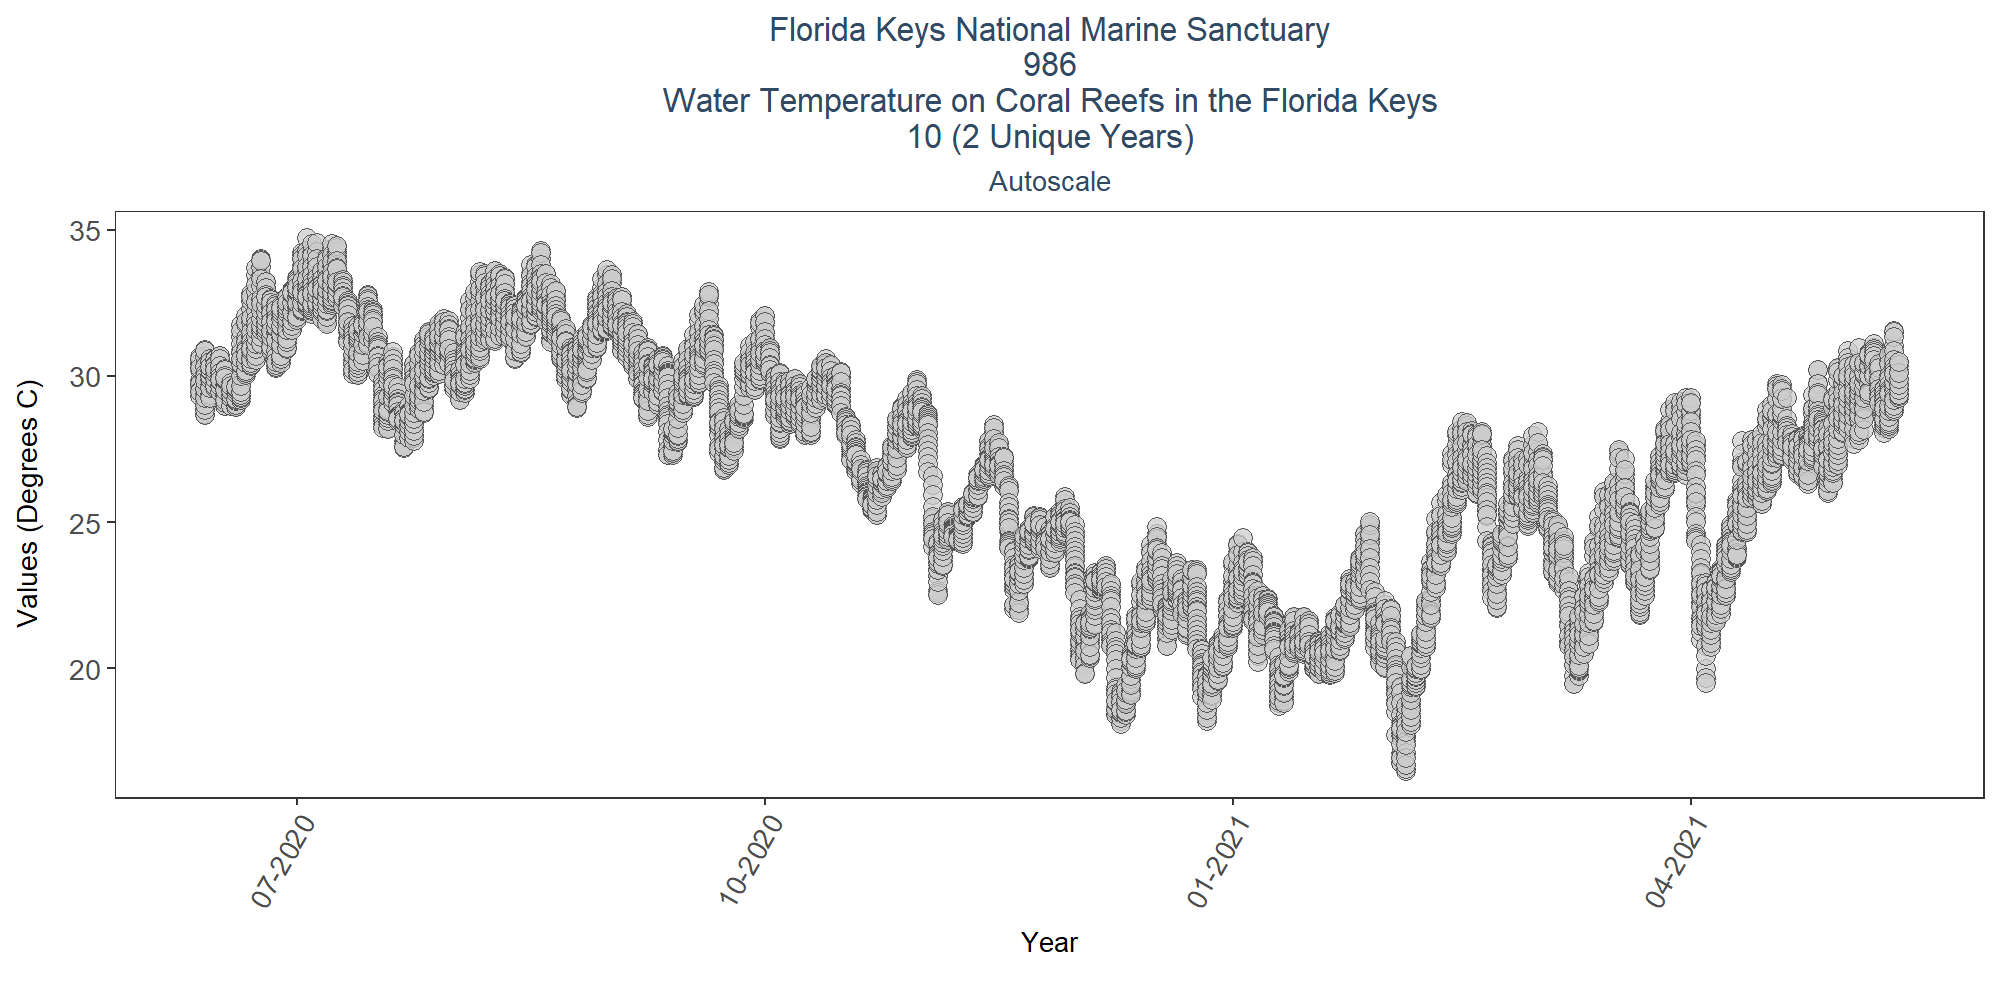 Florida Keys National Marine Sanctuary
986
Water Temperature on Coral Reefs in the Florida Keys
10 (2 Unique Years)
Autoscale
Values (Degrees C)
35
30
25
20
07-2020
10-2020
01-2021
04-2021
Year